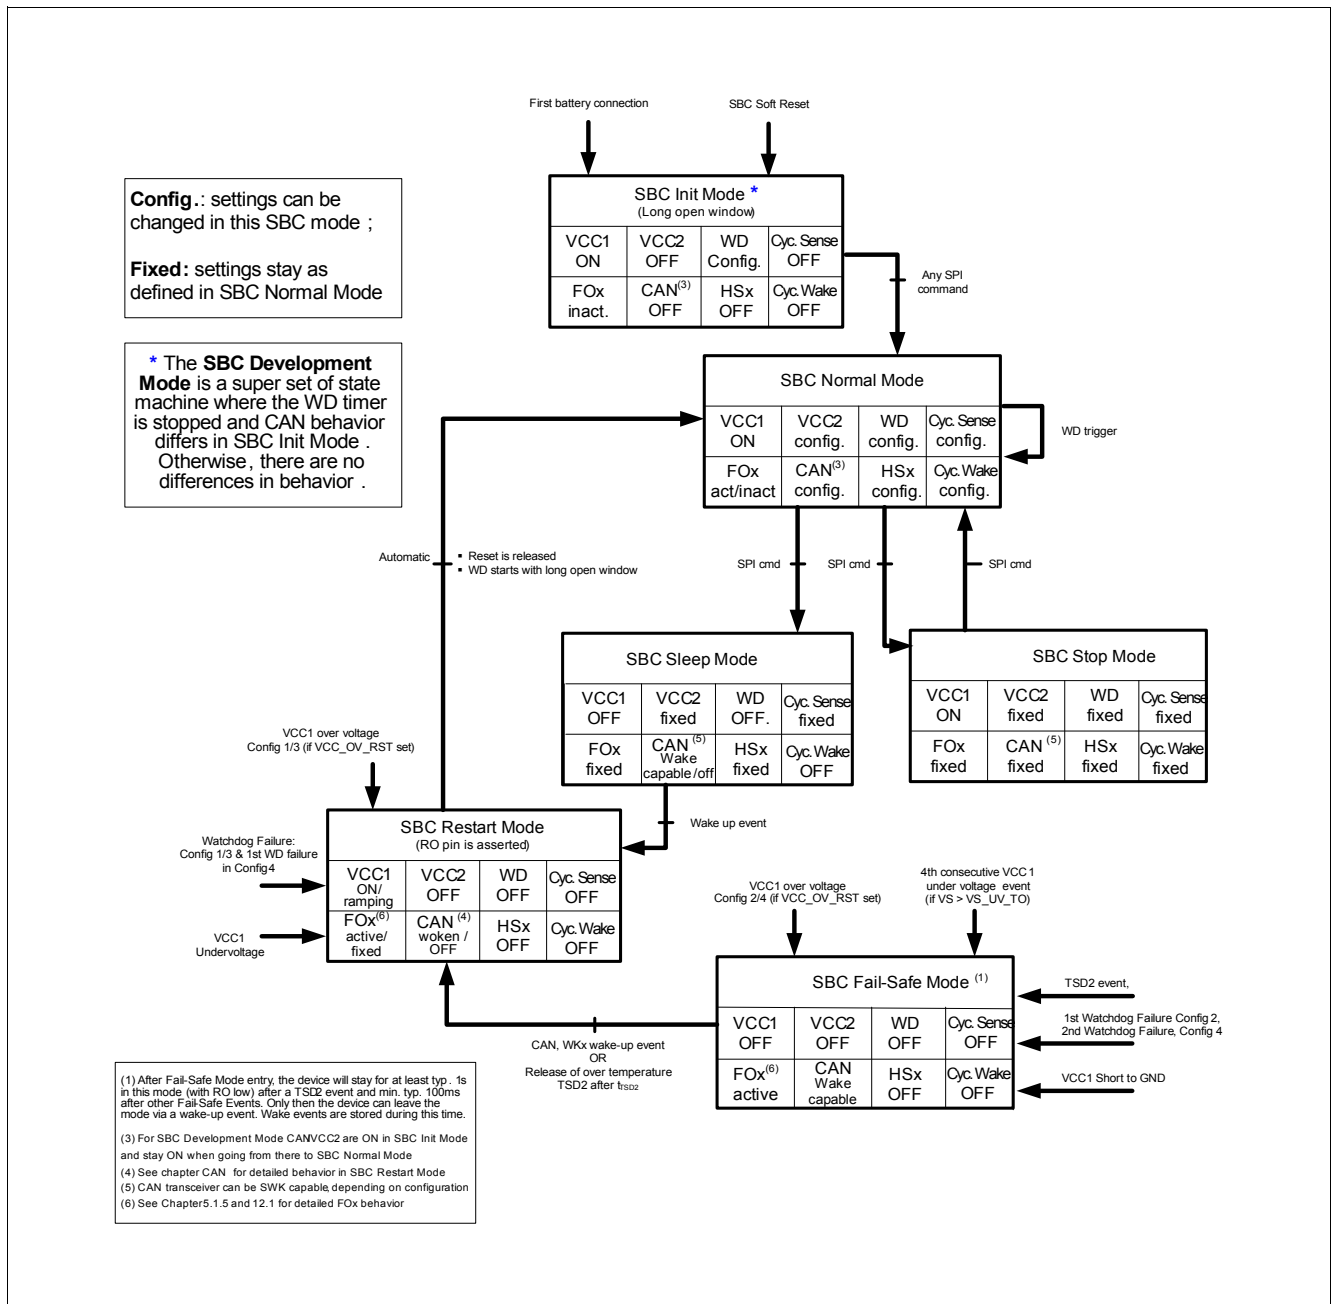 First battery connection
SBC Soft Reset
Config.: settings can be
changed in this SBC mode ;
Fixed: settings stay as
defined in SBC Normal Mode
* The SBC Development
Mode is a super set of state
machine where the WD timer
is stopped and CAN behavior
differs in SBC Init Mode .
Otherwise, there are no
differences in behavior .
SBC Init Mode *
(Long open window)
VCC1 VCC2 WD Cyc. Sense
ON OFF Config. OFF
FOx CAN(3) HSx Cyc. Wake
inact. OFF OFF OFF
Any SPI
command
SBC Normal Mode
VCC1 VCC2 WD Cyc. Sense
ON config. config. config.
FOx CAN(3) HSx Cyc. Wake
act/inact config. config. config.
WD trigger
Automatic
▪ Reset is released
▪ WD starts with long open window
SPI cmd
SPI cmd
SPI cmd
SBC Sleep Mode
VCC1 VCC2 WD Cyc. Sense
OFF fixed OFF. fixed
FOx CAN (5) HSx Cyc. Wake
fixed Wake fixed OFF
capable /off
SBC Stop Mode
VCC1 VCC2 WD Cyc. Sense
ON fixed fixed fixed
FOx CAN (5) HSx Cyc. Wake
fixed fixed fixed fixed
VCC1 over voltage
Config 1/3 (if VCC_OV_RST set)
Wake up event
Watchdog Failure:
Config 1/3 & 1st WD failure
in Config4
VCC1
Undervoltage
SBC Restart Mode
(RO pin is asserted)
VCC1 VCC2 WD Cyc. Sense
ON/ OFF OFF OFF
ramping
FOx(6) CAN (4) HSx Cyc. Wake
active/ woken / OFF OFF
fixed OFF
VCC1 over voltage
Config 2/4 (if VCC_OV_RST set)
4th consecutive VCC1
under voltage event
(if VS > VS_UV_TO)
SBC Fail-Safe Mode (1)
VCC1 VCC2 WD Cyc. Sense
OFF OFF OFF OFF
FOx(6) CAN HSx Cyc. Wake
active Wake OFF OFF
capable
TSD2 event,
1st Watchdog Failure Config 2,
2nd Watchdog Failure, Config 4
VCC1 Short to GND
CAN, WKx wake-up event
OR
Release of over temperature
TSD2 after tTSD2
(1) After Fail-Safe Mode entry, the device will stay for at least typ. 1s
in this mode (with RO low) after a TSD2 event and min. typ. 100ms
after other Fail-Safe Events. Only then the device can leave the
mode via a wake-up event. Wake events are stored during this time.
(3) For SBC Development Mode CAN/VCC2 are ON in SBC Init Mode
and stay ON when going from there to SBC Normal Mode
(4) See chapter CAN for detailed behavior in SBC Restart Mode
(5) CAN transceiver can be SWK capable, depending on configuration
(6) See Chapter 5.1.5 and 12.1 for detailed FOx behavior